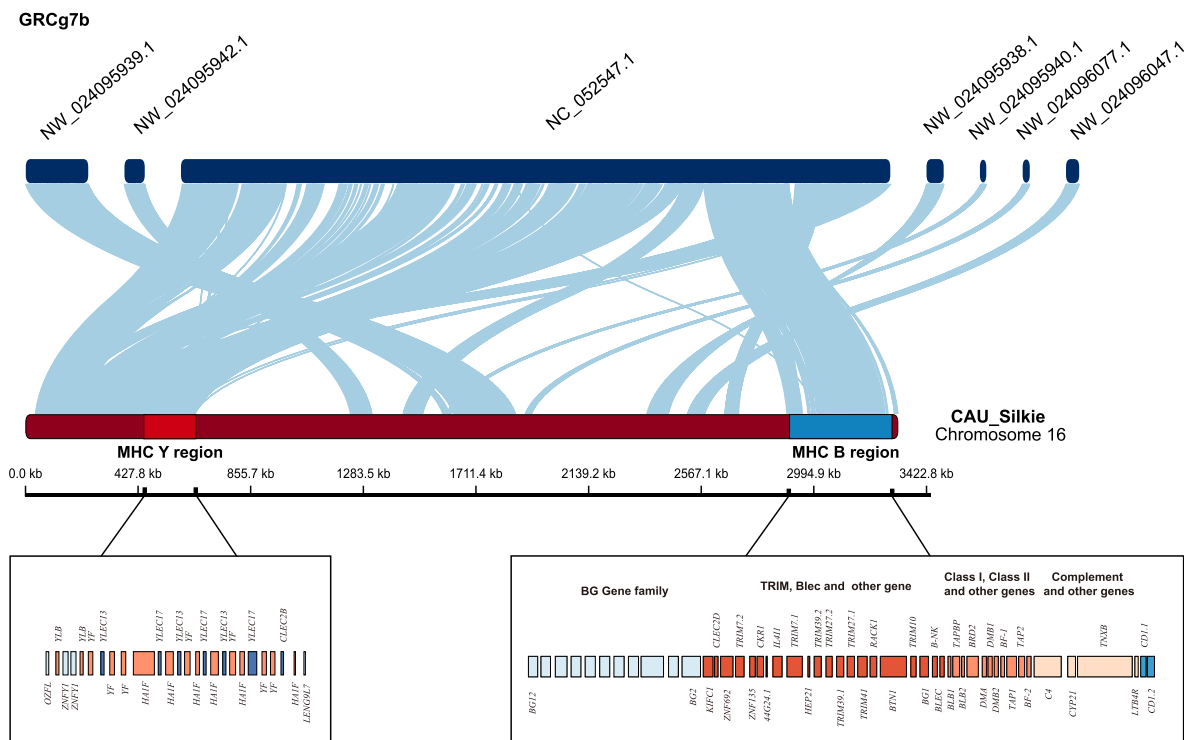 GRCg7b
NW_024095939.1
NW_024095942.1
NC_052547.1
NW_024095938.1
NW_024095940.1
NW_024096077.1
NW_024096047.1
CAU_Silkie
Chromosome 16
MHC Y region
MHC B region
0.0 kb
427.8 kb
855.7 kb
1283.5 kb
1711.4 kb
2139.2 kb
2567.1 kb
2994.9 kb
3422.8 kb
YLB
YLB
YF
YLEC13
YLEC17
YLEC13
YF
YLEC17
YLEC13
YF
YLEC17
CLEC2B
OZFL
ZNFY1
ZNFY1
YF
YF
HA1F
HA1F
HA1F
HA1F
HA1F
YF
YF
HA1F
LENG9L7
BG Gene family
TRIM, Blec and other gene
Class I, Class II
and other genes
Complement
and other genes
CLEC2D
TRIM7.2
CKR1
IL4I1
TRIM7.1
TRIM39.2
TRIM27.2
TRIM27.1
RACK1
TRIM10
B-NK
TAPBP
BRD2
DMB1
BF-1
TAP2
TNXB
CD1.1
BG12
BG2
KIFC1
ZNF692
ZNF135
44G24.1
HEP21
TRIM39.1
TRIM41
BTN1
BG1
BLEC
BLB1
BLB2
DMA
DMB2
TAP1
BF-2
C4
CYP21
LTB4R
CD1.2